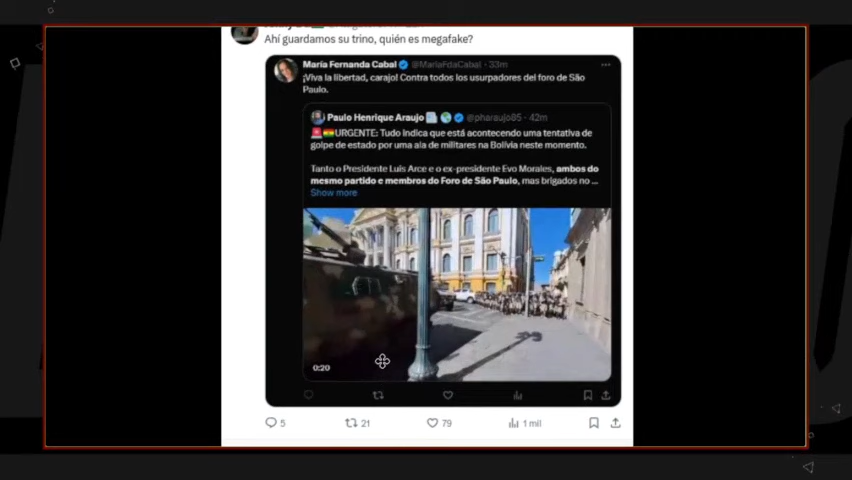 Ahí guardamos su trino, quién es megafake?
María Fernanda Cabal @MariaFdaCabal · 33m
¡Viva la libertad, carajo! Contra todos los usurpadores del foro de São
Paulo.
Paulo Henrique Araujo @pharaujo85 · 42m
URGENTE: Tudo indica que está acontecendo uma tentativa de
golpe de estado por uma ala de militares na Bolívia neste momento.
Tanto o Presidente Luis Arce e o ex-presidente Evo Morales, ambos do
mesmo partido e membros do Foro de São Paulo, mas brigados no ...
Show more
0:20
5 21 79 1 mil